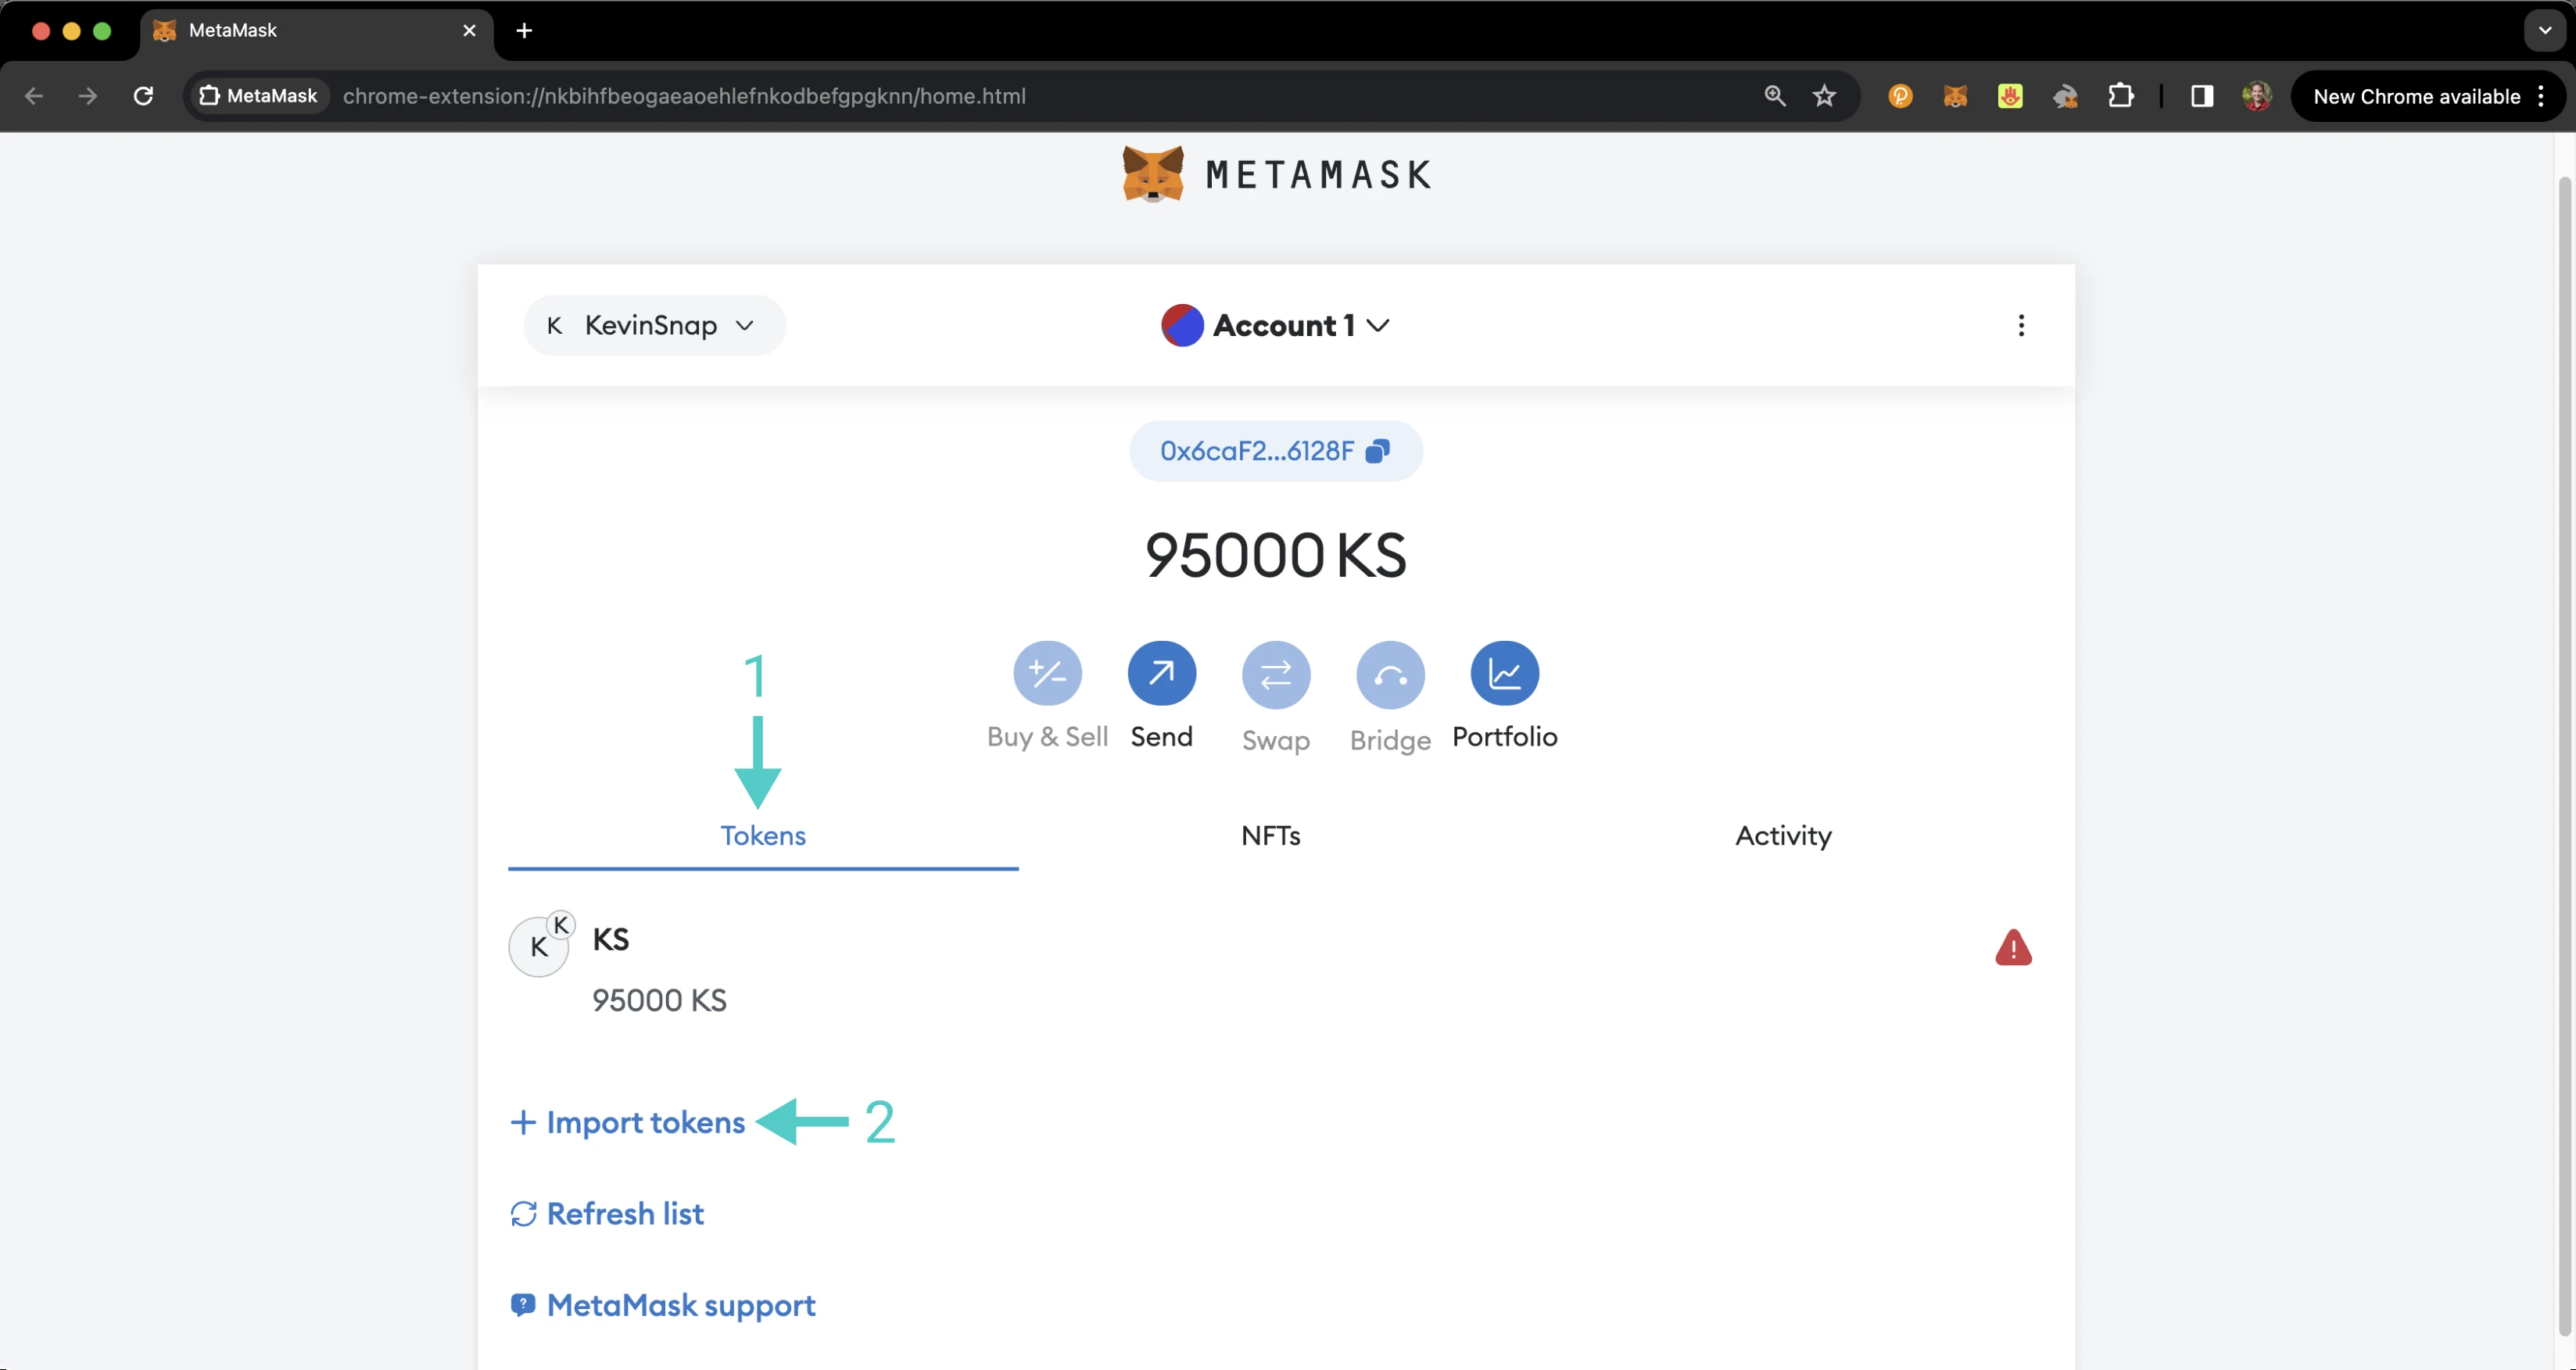 MetaMask
MetaMask chrome-extension://nkbihfbeogaeaoehlefnkodbefgpgknn/home.html New Chrome available
METAMASK
K KevinSnap Account 1
0x6caF2...6128F
95000 KS
1
Buy & Sell Send Swap Bridge Portfolio
Tokens NFTs Activity
K K KS
95000 KS
+ Import tokens 2
Refresh list
MetaMask support